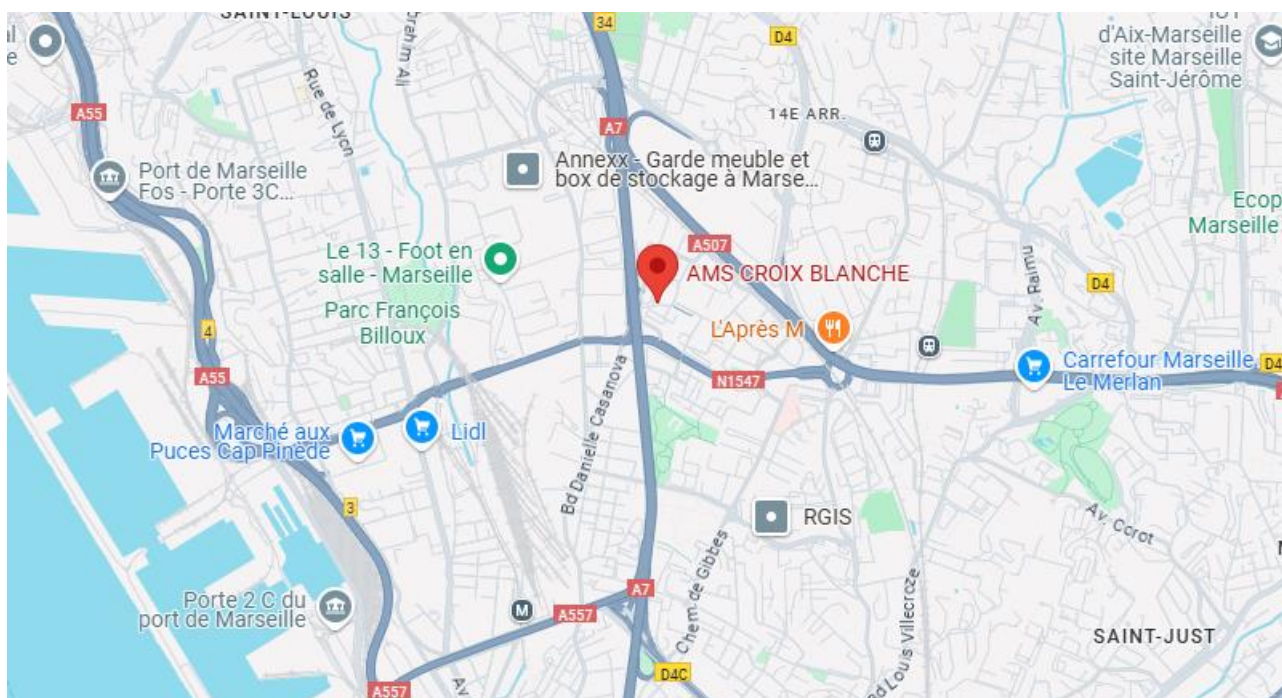 SAINT-LOUIS
34
D4
d'Aix-Marseille
site Marseille
Saint-Jérôme
A55
Rue de Lyon
A7
14E ARR.
Port de Marseille
Fos - Porte 3C...
Annexx - Garde meuble et
box de stockage à Marse...
Ecop
Marseille
Le 13 - Foot en
salle - Marseille
A507
AMS CROIX BLANCHE
Av. Raimu
D4
Parc François
Billoux
4
L'Après M
A55
N1547
Carrefour Marseille
Le Merlan
D4
Marché aux
Puces Cap Pinède
Lidl
Bd Danielle Casanova
3
RGIS
Av. Corot
Chem. de Gibbes
A7
Porte 2 C du
port de Marseille
M
A557
SAINT-JUST
Louis Villecroze
D4C
A557
Av